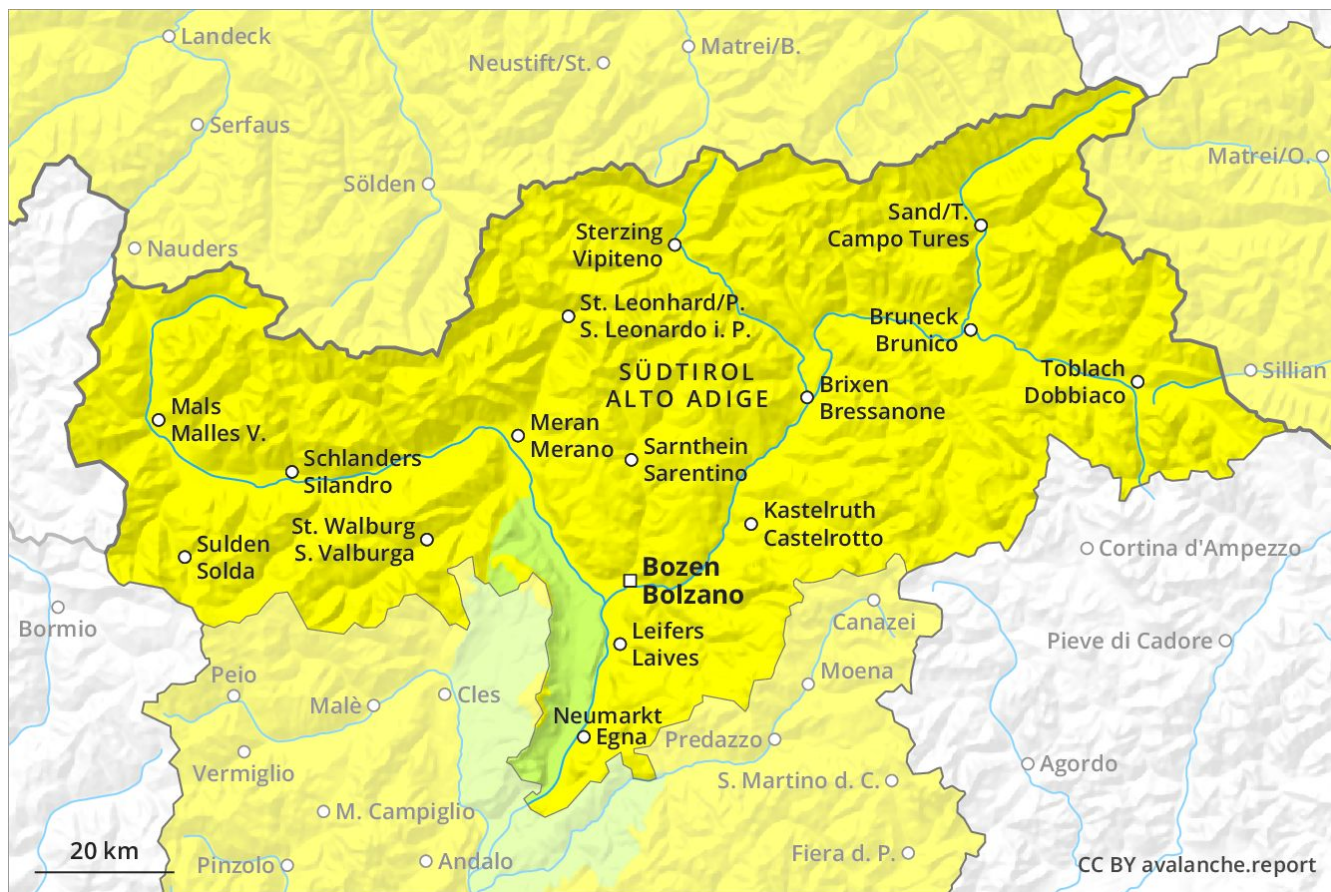 Landeck
Matrei/B.
Neustift/St.
Serfaus
Matrei/O.
Sölden
Sand/T.
Campo Tures
Sterzing
Vipiteno
Nauders
St. Leonhard/P.
S. Leonardo i. P.
Bruneck
Brunico
SÜDTIROL
ALTO ADIGE
Toblach
Dobbiaco
Sillian
Brixen
Bressanone
Mals
Malles V.
Meran
Merano
Sarnthein
Sarentino
Schlanders
Silandro
Kastelruth
Castelrotto
St. Walburg
S. Valburga
Sulden
Solda
Cortina d'Ampezzo
Bozen
Bolzano
Bormio
Canazei
Leifers
Laives
Pieve di Cadore
Peio
Moena
Malè
Cles
Neumarkt
Egna
Predazzo
Vermiglio
Agordo
S. Martino d. C.
M. Campiglio
20 km
Pinzolo
Andalo
Fiera d. P.
CC BY avalanche.report